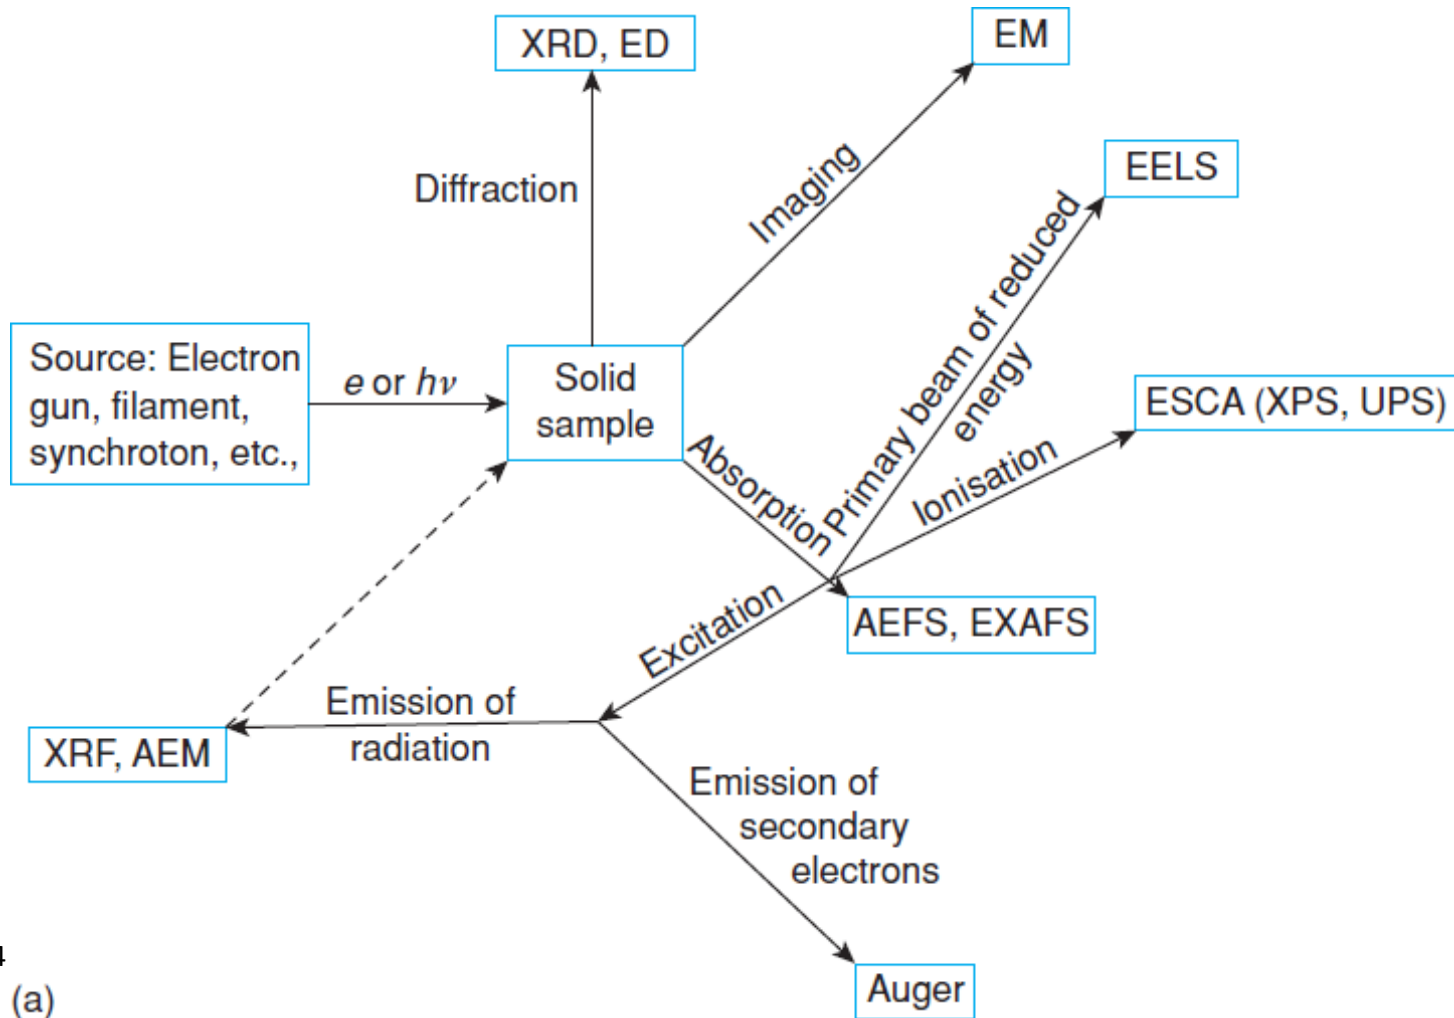 XRD, ED
EM
Diffraction
Imaging
EELS
Source: Electron
gun, filament,
synchroton, etc.,
e or hν
Solid
sample
Primary beam of reduced
energy
ESCA (XPS, UPS)
Absorption
Ionisation
AEFS, EXAFS
Excitation
Emission of
radiation
XRF, AEM
Emission of
secondary
electrons
Auger
4
(a)